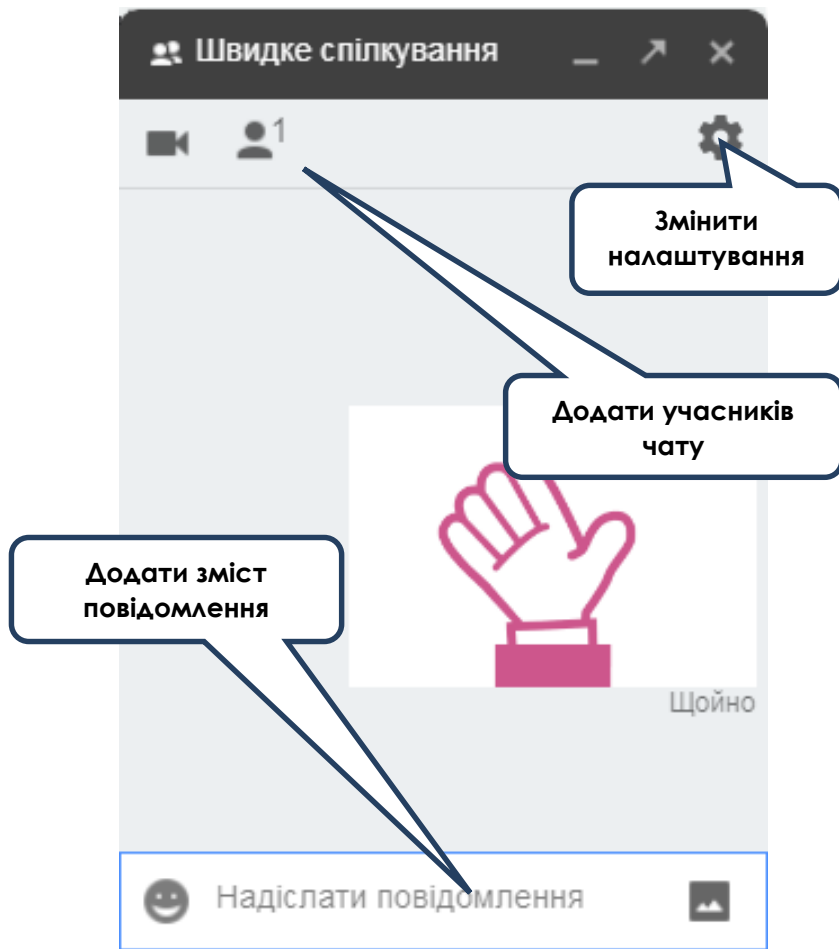 Швидке спілкування
1
Змінити
налаштування
Додати учасників
чату
Додати зміст
повідомлення
Щойно
Надіслати повідомлення